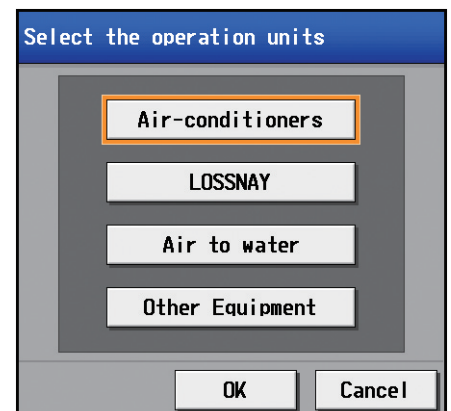 Select the operation units
Air-conditioners
LOSSNAY
Air to water
Other Equipment
OK Cancel